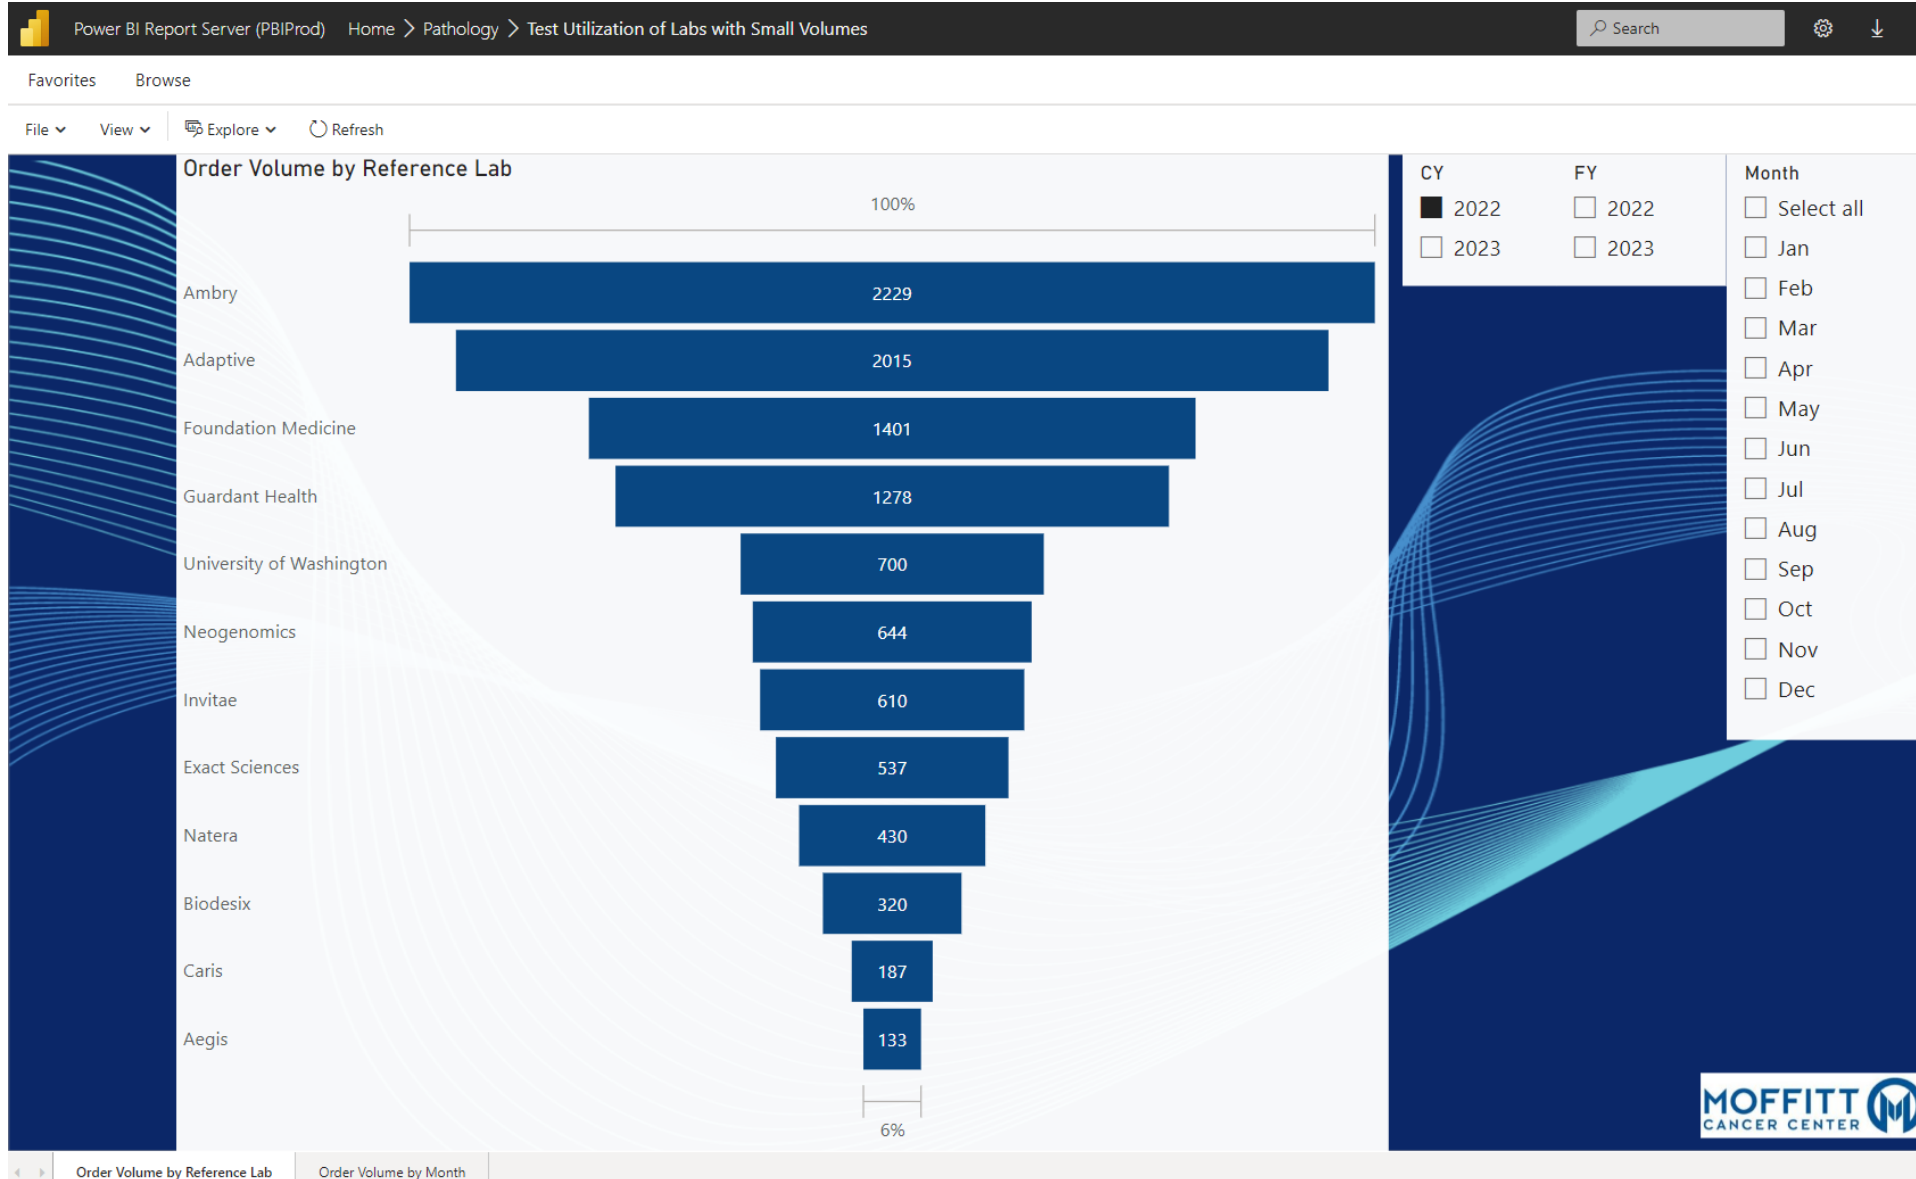 Power BI Report Server (PBIProd) Home > Pathology > Test Utilization of Labs with Small Volumes
Search
Favorites Browse
File View Explore Refresh
Order Volume by Reference Lab
100%
Ambry 2229
Adaptive 2015
Foundation Medicine 1401
Guardant Health 1278
University of Washington 700
Neogenomics 644
Invitae 610
Exact Sciences 537
Natera 430
Biodesix 320
Caris 187
Aegis 133
6%
CY FY
2022 2022
2023 2023
Month
Select all
Jan
Feb
Mar
Apr
May
Jun
Jul
Aug
Sep
Oct
Nov
Dec
MOFFITT
CANCER CENTER
Order Volume by Reference Lab Order Volume by Month